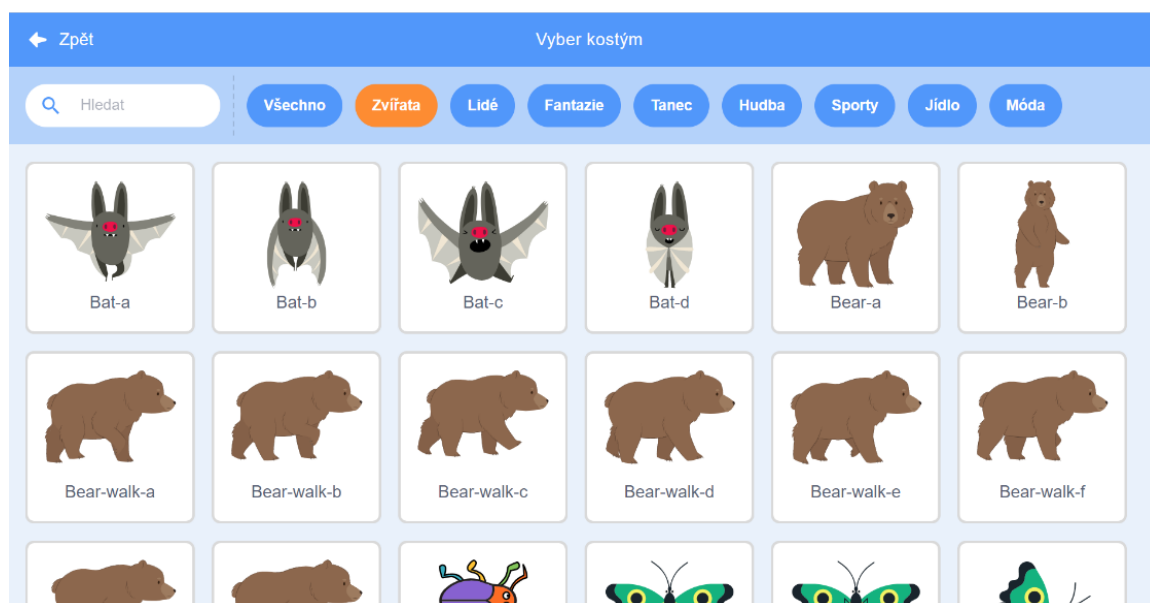 Zpět
Vyber kostým
Hledat
Všechno
Zvířata
Lidé
Fantazie
Tanec
Hudba
Sporty
Jídlo
Móda
Bat-a
Bat-b
Bat-c
Bat-d
Bear-a
Bear-b
Bear-walk-a
Bear-walk-b
Bear-walk-c
Bear-walk-d
Bear-walk-e
Bear-walk-f